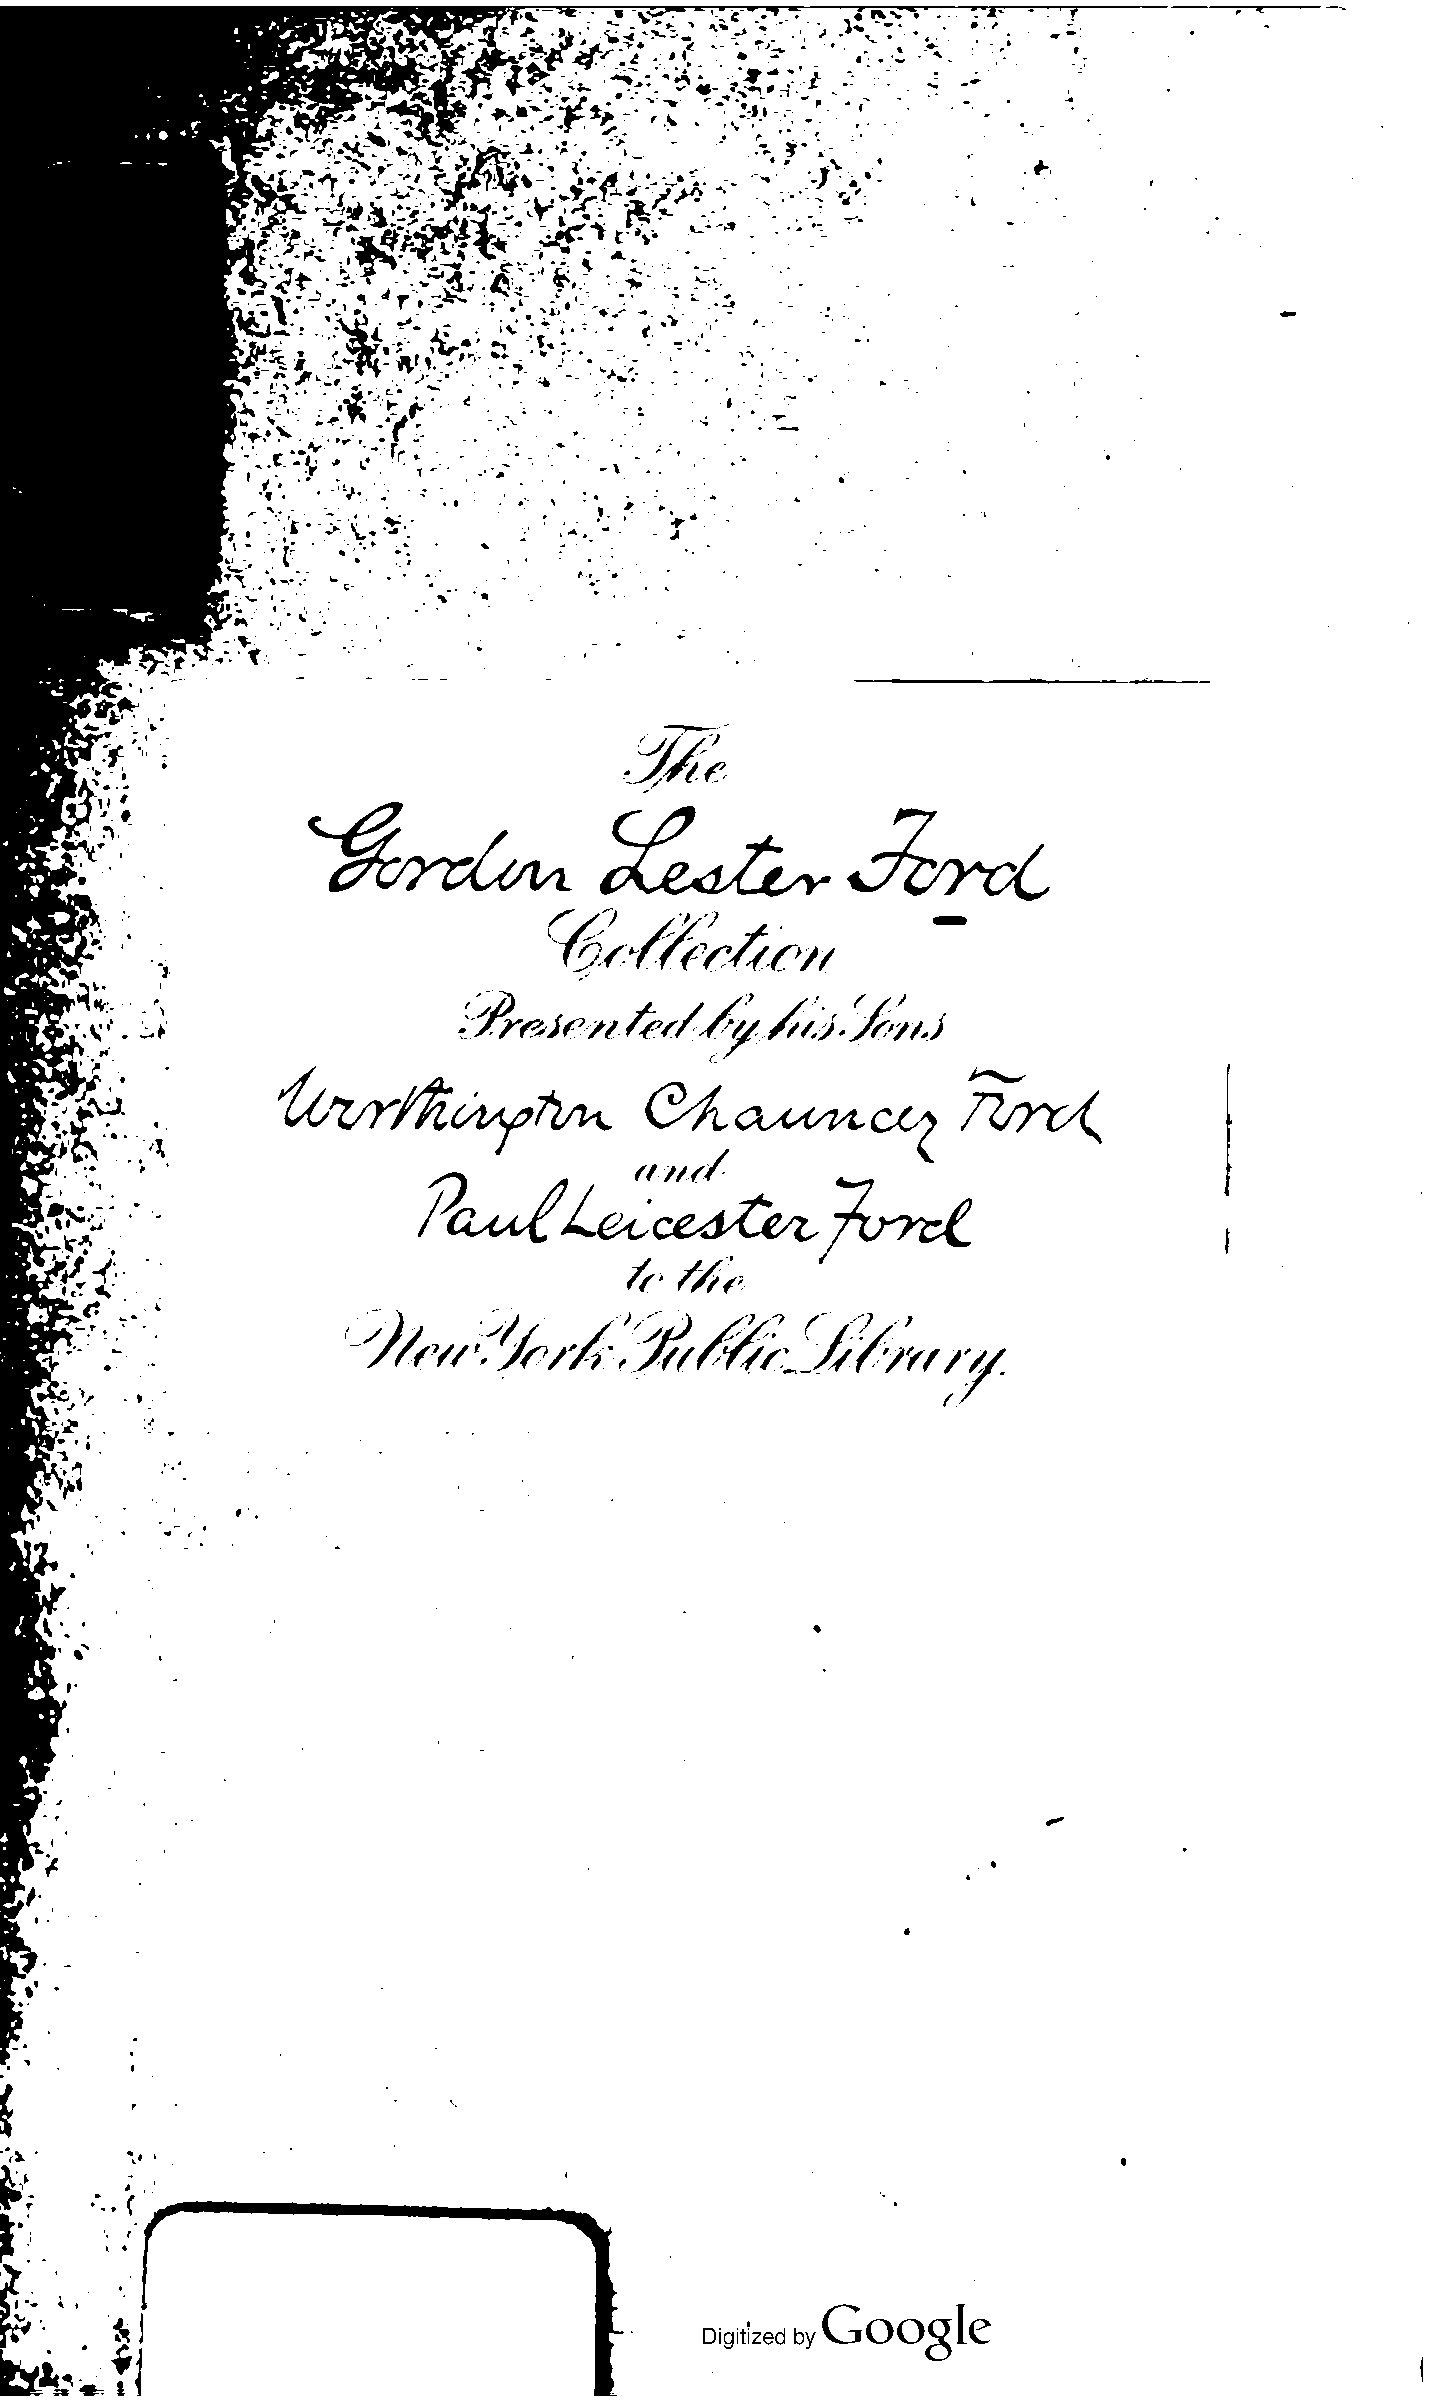 The
Gordon Lester Ford
Collection
Presented by his Sons
Worthington Chauncey Ford
and
Paul Leicester Ford
to the
New York Public Library.
Digitized by Google